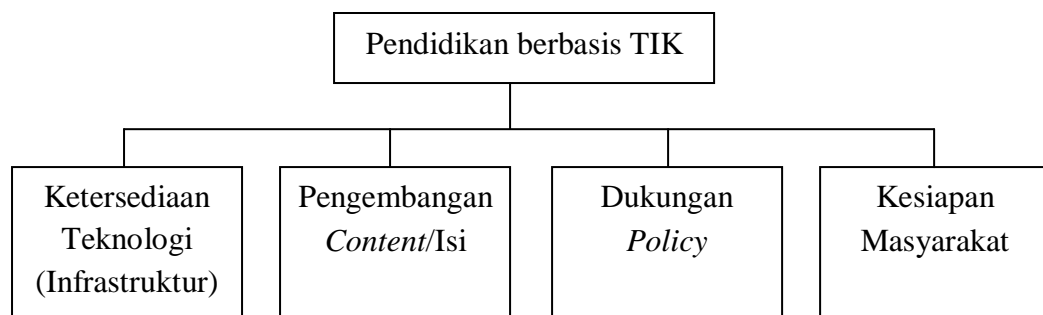 Pendidikan berbasis TIK
Ketersediaan
Teknologi
(Infrastruktur)
Pengembangan
Content/Isi
Dukungan
Policy
Kesiapan
Masyarakat